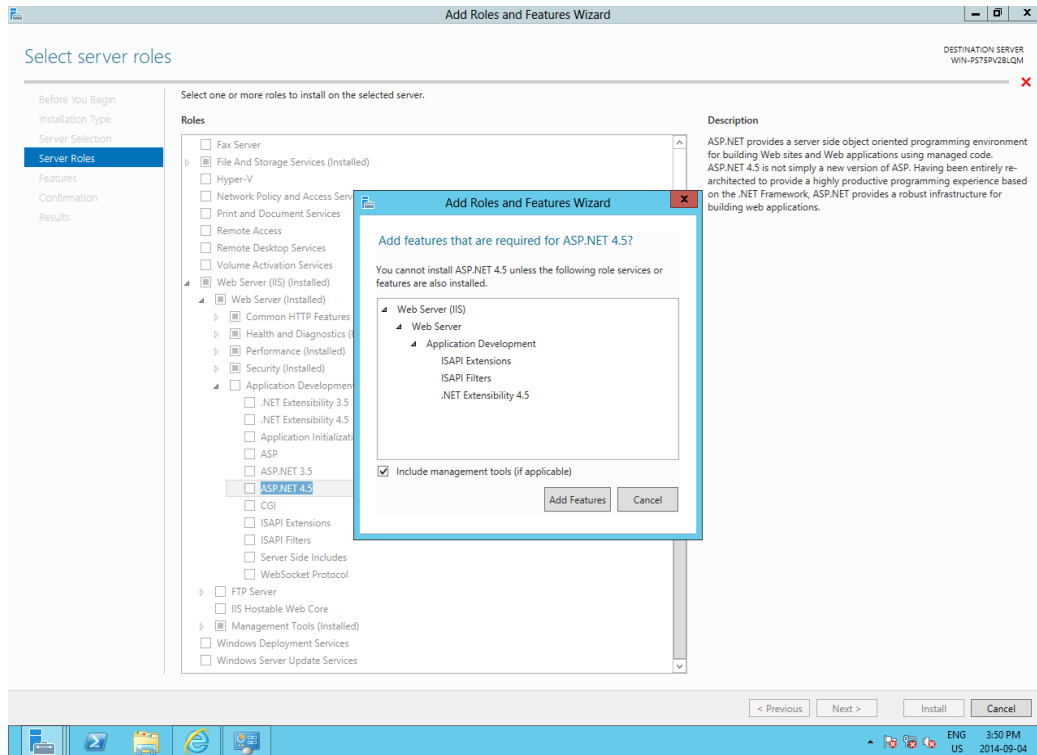 Add Roles and Features Wizard
Select server roles
DESTINATION SERVER
WIN-PS75PV2BLQM
Before You Begin
Installation Type
Server Selection
Server Roles
Features
Confirmation
Results
Select one or more roles to install on the selected server.
Roles
Fax Server
File And Storage Services (Installed)
Hyper-V
Network Policy and Access Serv
Print and Document Services
Remote Access
Remote Desktop Services
Volume Activation Services
Web Server (IIS) (Installed)
Web Server (Installed)
Common HTTP Features
Health and Diagnostics (
Performance (Installed)
Security (Installed)
Application Development
.NET Extensibility 3.5
.NET Extensibility 4.5
Application Initializati
ASP
ASP.NET 3.5
ASP.NET 4.5
CGI
ISAPI Extensions
ISAPI Filters
Server Side Includes
WebSocket Protocol
FTP Server
IIS Hostable Web Core
Management Tools (Installed)
Windows Deployment Services
Windows Server Update Services
Description
ASP.NET provides a server side object oriented programming environment
for building Web sites and Web applications using managed code.
ASP.NET 4.5 is not simply a new version of ASP. Having been entirely re-
architected to provide a highly productive programming experience based
on the .NET Framework, ASP.NET provides a robust infrastructure for
building web applications.
Add Roles and Features Wizard
Add features that are required for ASP.NET 4.5?
You cannot install ASP.NET 4.5 unless the following role services or
features are also installed.
Web Server (IIS)
Web Server
Application Development
ISAPI Extensions
ISAPI Filters
.NET Extensibility 4.5
Include management tools (if applicable)
Add Features Cancel
< Previous Next > Install Cancel
ENG 3:50 PM
US 2014-09-04